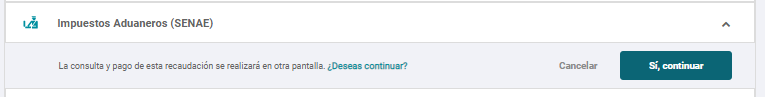 Impuestos Aduaneros (SENAE)
La consulta y pago de esta recaudación se realizará en otra pantalla. ¿Deseas continuar? Cancelar Sí, continuar